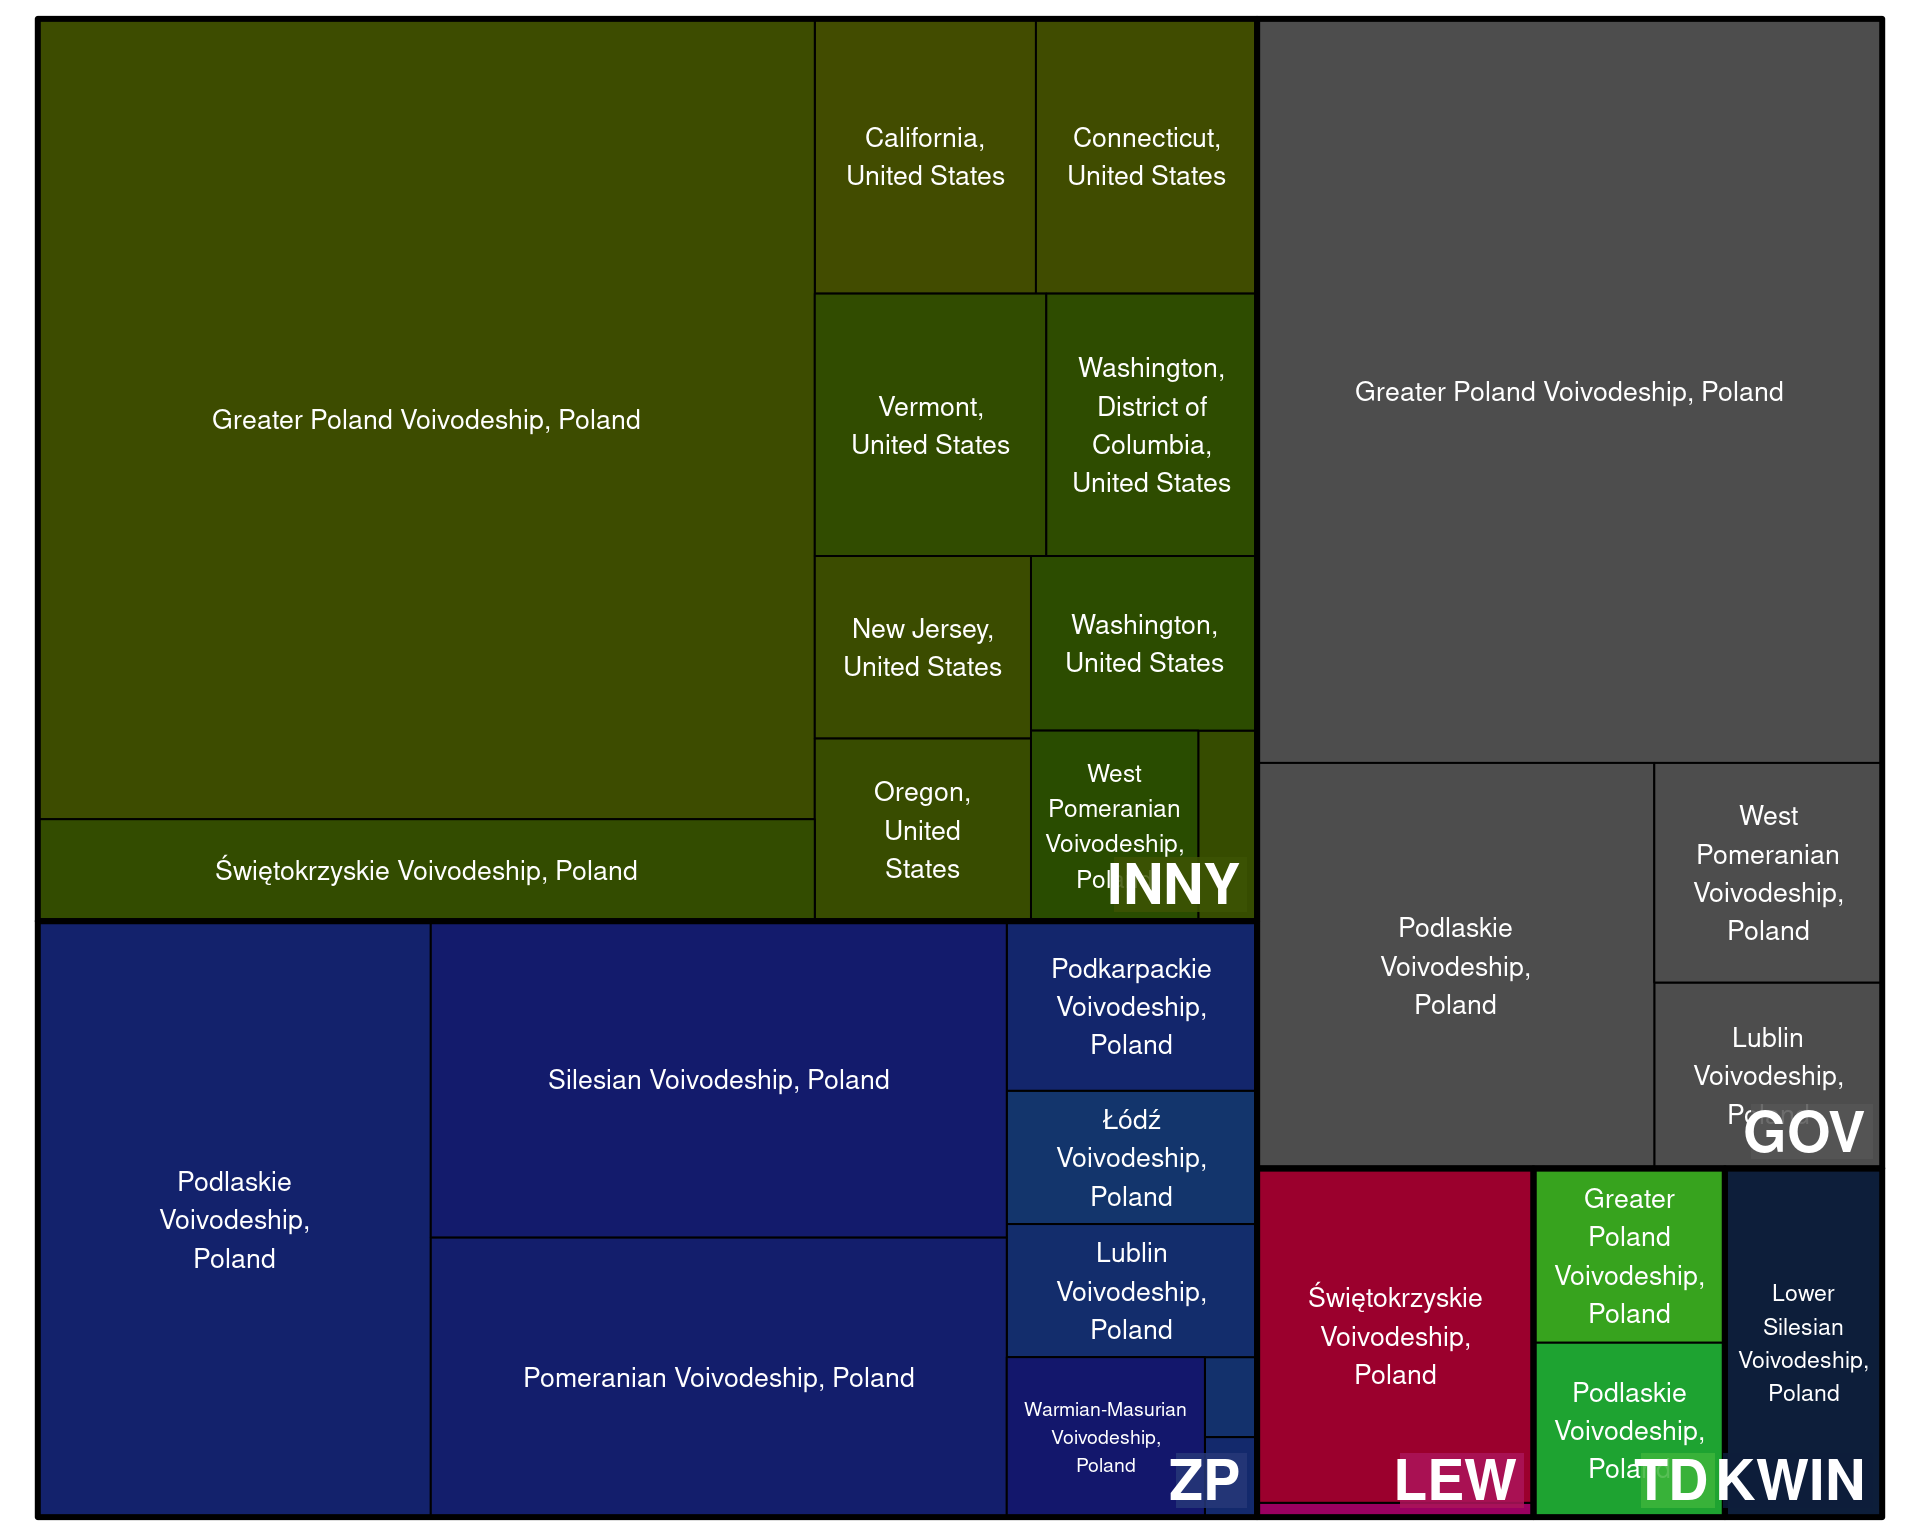 Greater Poland Voivodeship, Poland
Świętokrzyskie Voivodeship, Poland
California,
United States
Connecticut,
United States
Vermont,
United States
Washington,
District of
Columbia,
United States
New Jersey,
United States
Washington,
United States
Oregon,
United
States
West
Pomeranian
Voivodeship,
Poland
INNY
Podlaskie
Voivodeship,
Poland
Silesian Voivodeship, Poland
Pomeranian Voivodeship, Poland
Podkarpackie
Voivodeship,
Poland
Łódź
Voivodeship,
Poland
Lublin
Voivodeship,
Poland
Warmian-Masurian
Voivodeship,
Poland
ZP
Greater Poland Voivodeship, Poland
Podlaskie
Voivodeship,
Poland
West
Pomeranian
Voivodeship,
Poland
Lublin
Voivodeship,
Poland
GOV
Świętokrzyskie
Voivodeship,
Poland
LEW
Greater
Poland
Voivodeship,
Poland
Podlaskie
Voivodeship,
Poland
TD
Lower
Silesian
Voivodeship,
Poland
KWIN